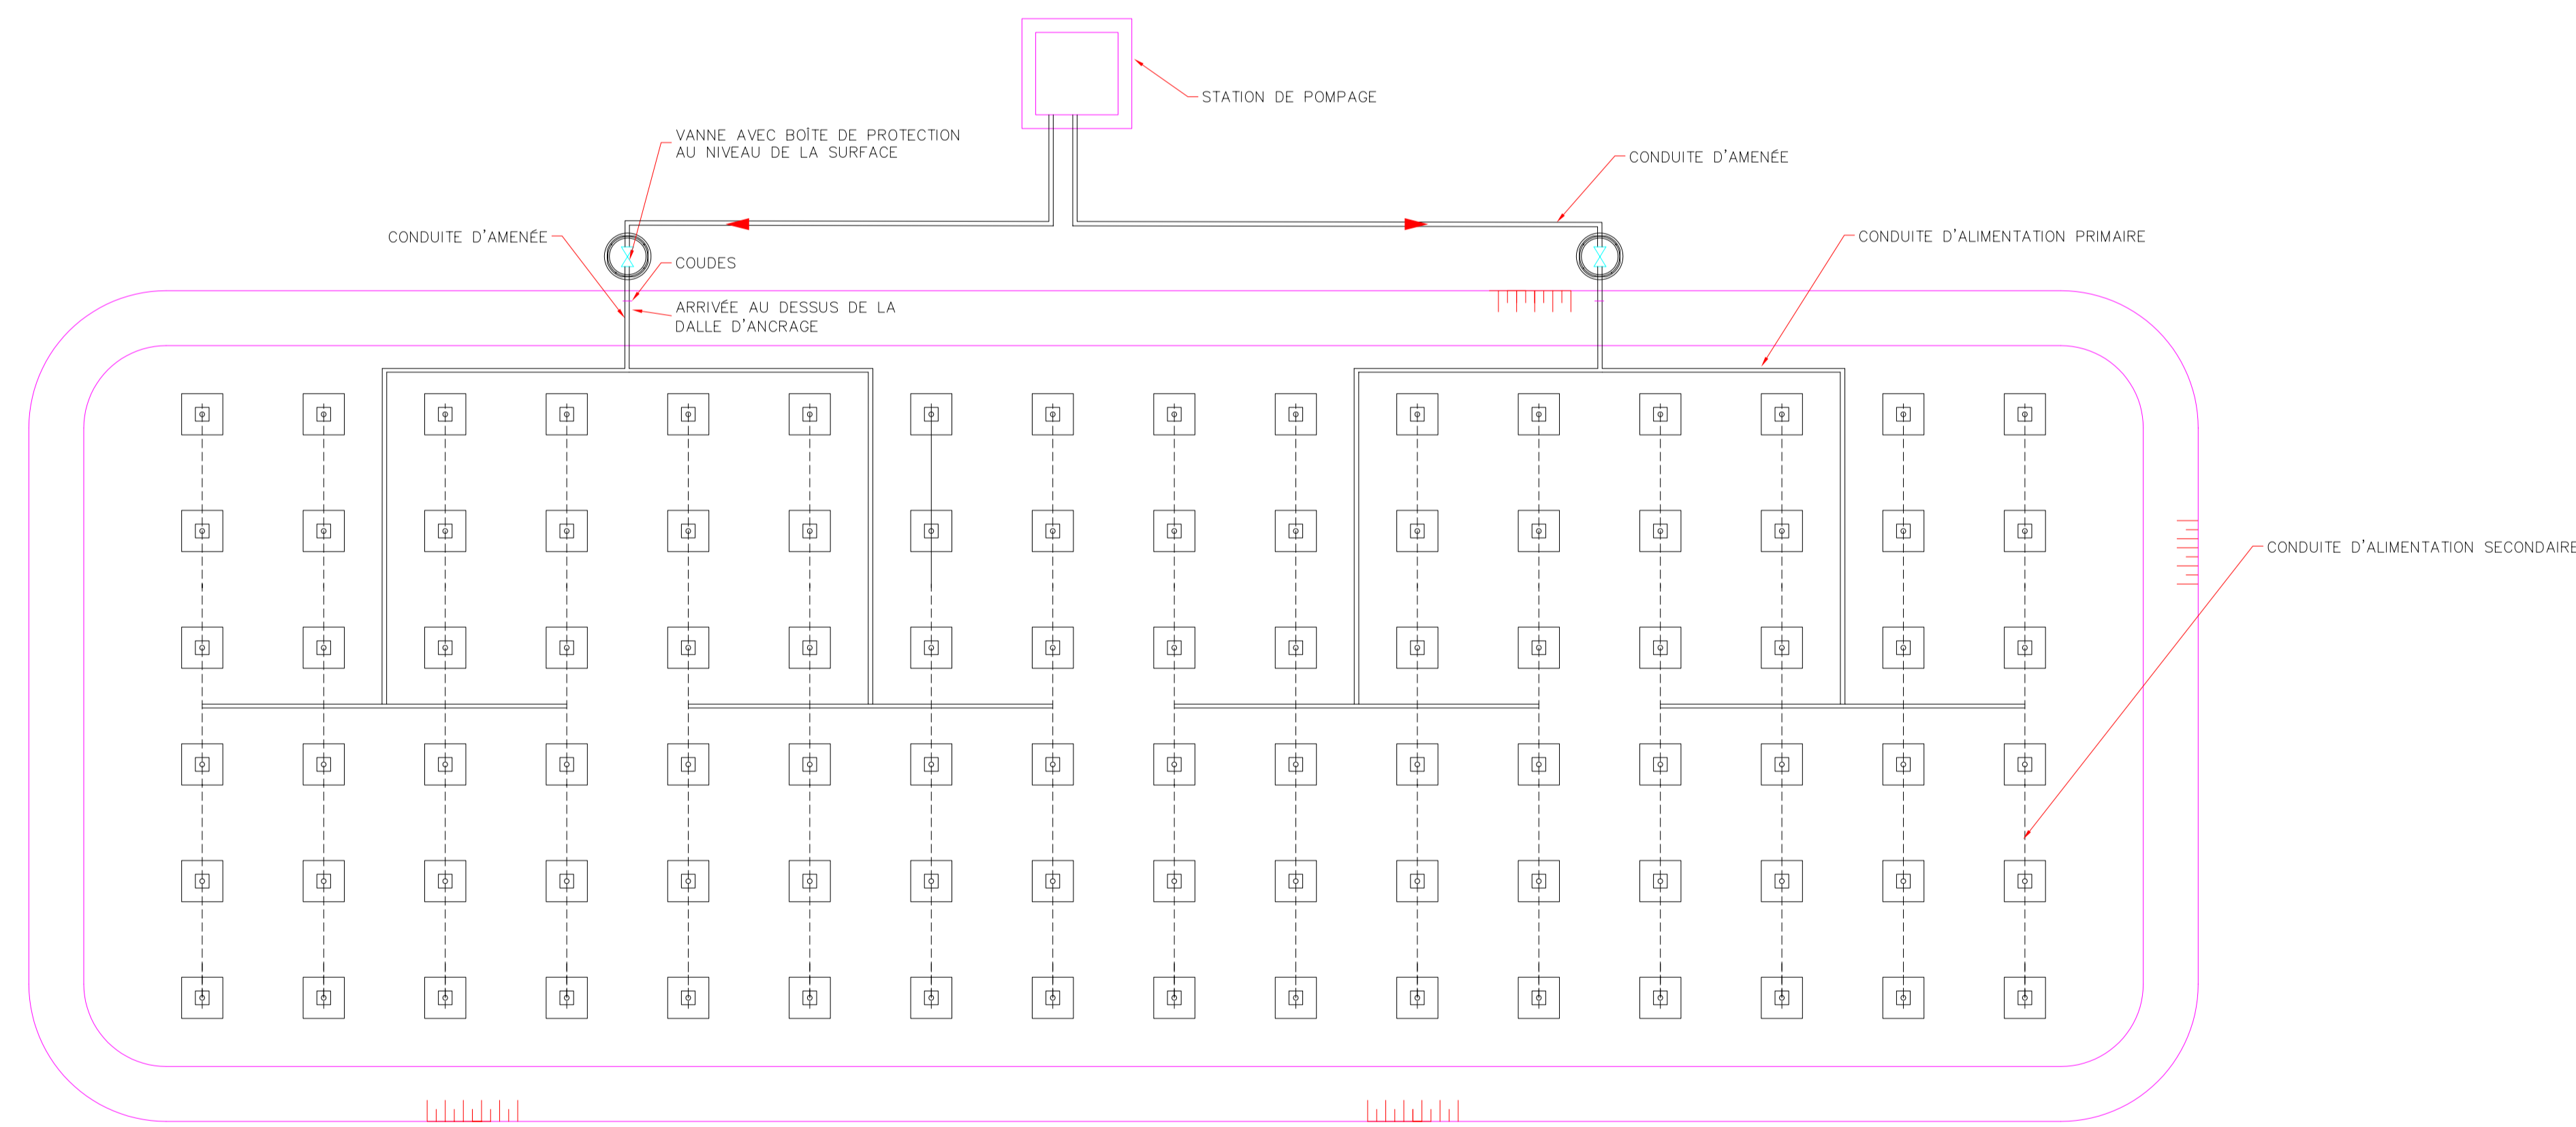 STATION DE POMPAGE
VANNE AVEC BOÎTE DE PROTECTION
AU NIVEAU DE LA SURFACE
CONDUITE D'AMENÉE
CONDUITE D'AMENÉE
CONDUITE D'ALIMENTATION PRIMAIRE
COUDES
ARRIVÉE AU DESSUS DE LA
DALLE D'ANCRAGE
CONDUITE D'ALIMENTATION SECONDAIRE